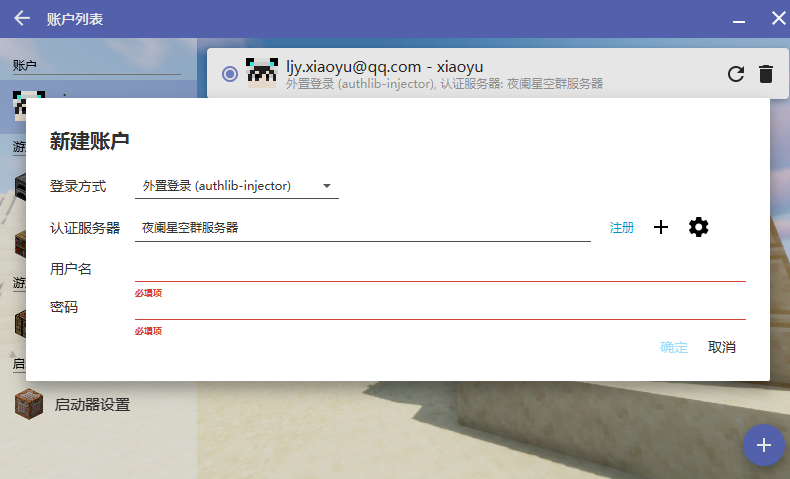 账户列表
账户
ljy.xiaoyu@qq.com - xiaoyu
外置登录 (authlib-injector), 认证服务器: 夜阑星空群服务器
新建账户
登录方式
外置登录 (authlib-injector)
认证服务器
夜阑星空群服务器
注册
用户名
必填项
密码
必填项
确定
取消
启动器设置